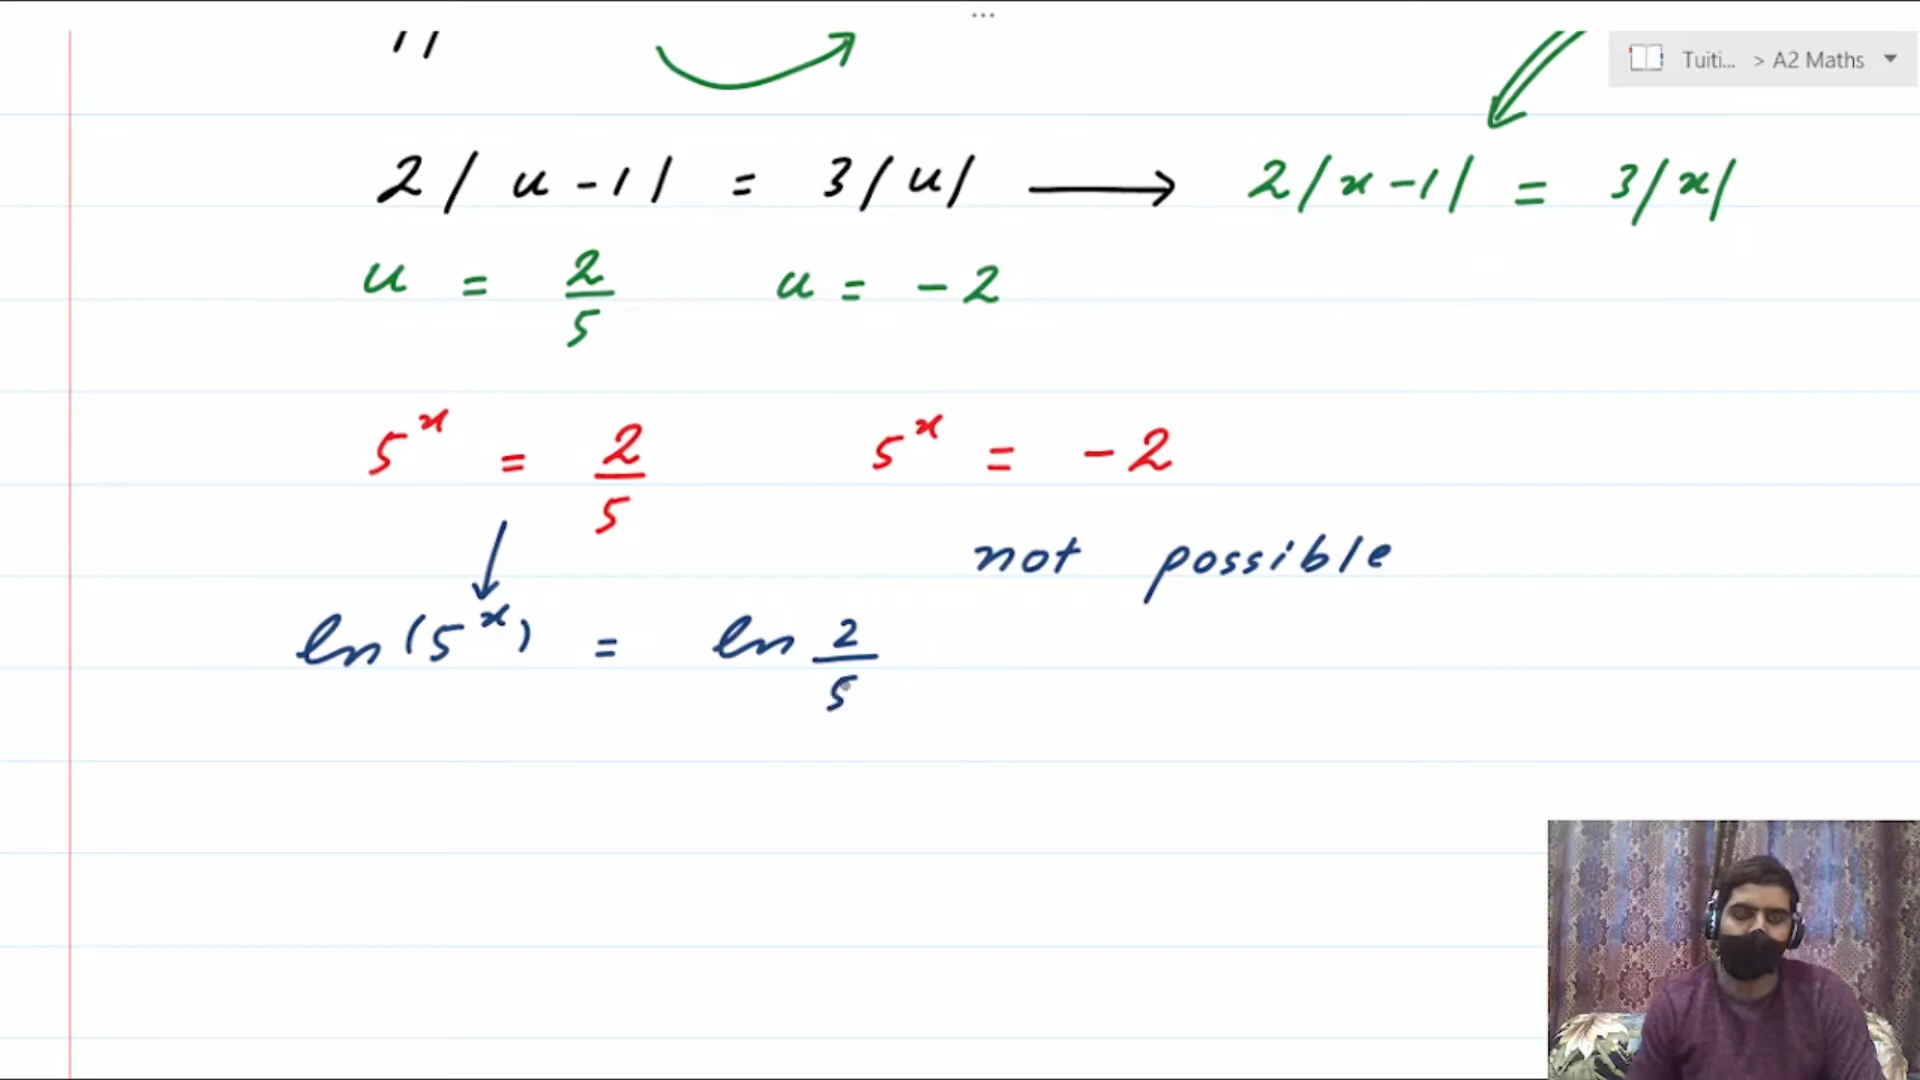 ...
Tuiti... > A2 Maths
2|u-1| = 3|u| → 2|x-1| = 3|x|
u = 2/5 u = -2
5^x = 2/5 5^x = -2
not possible
ln(5^x) = ln 2/5